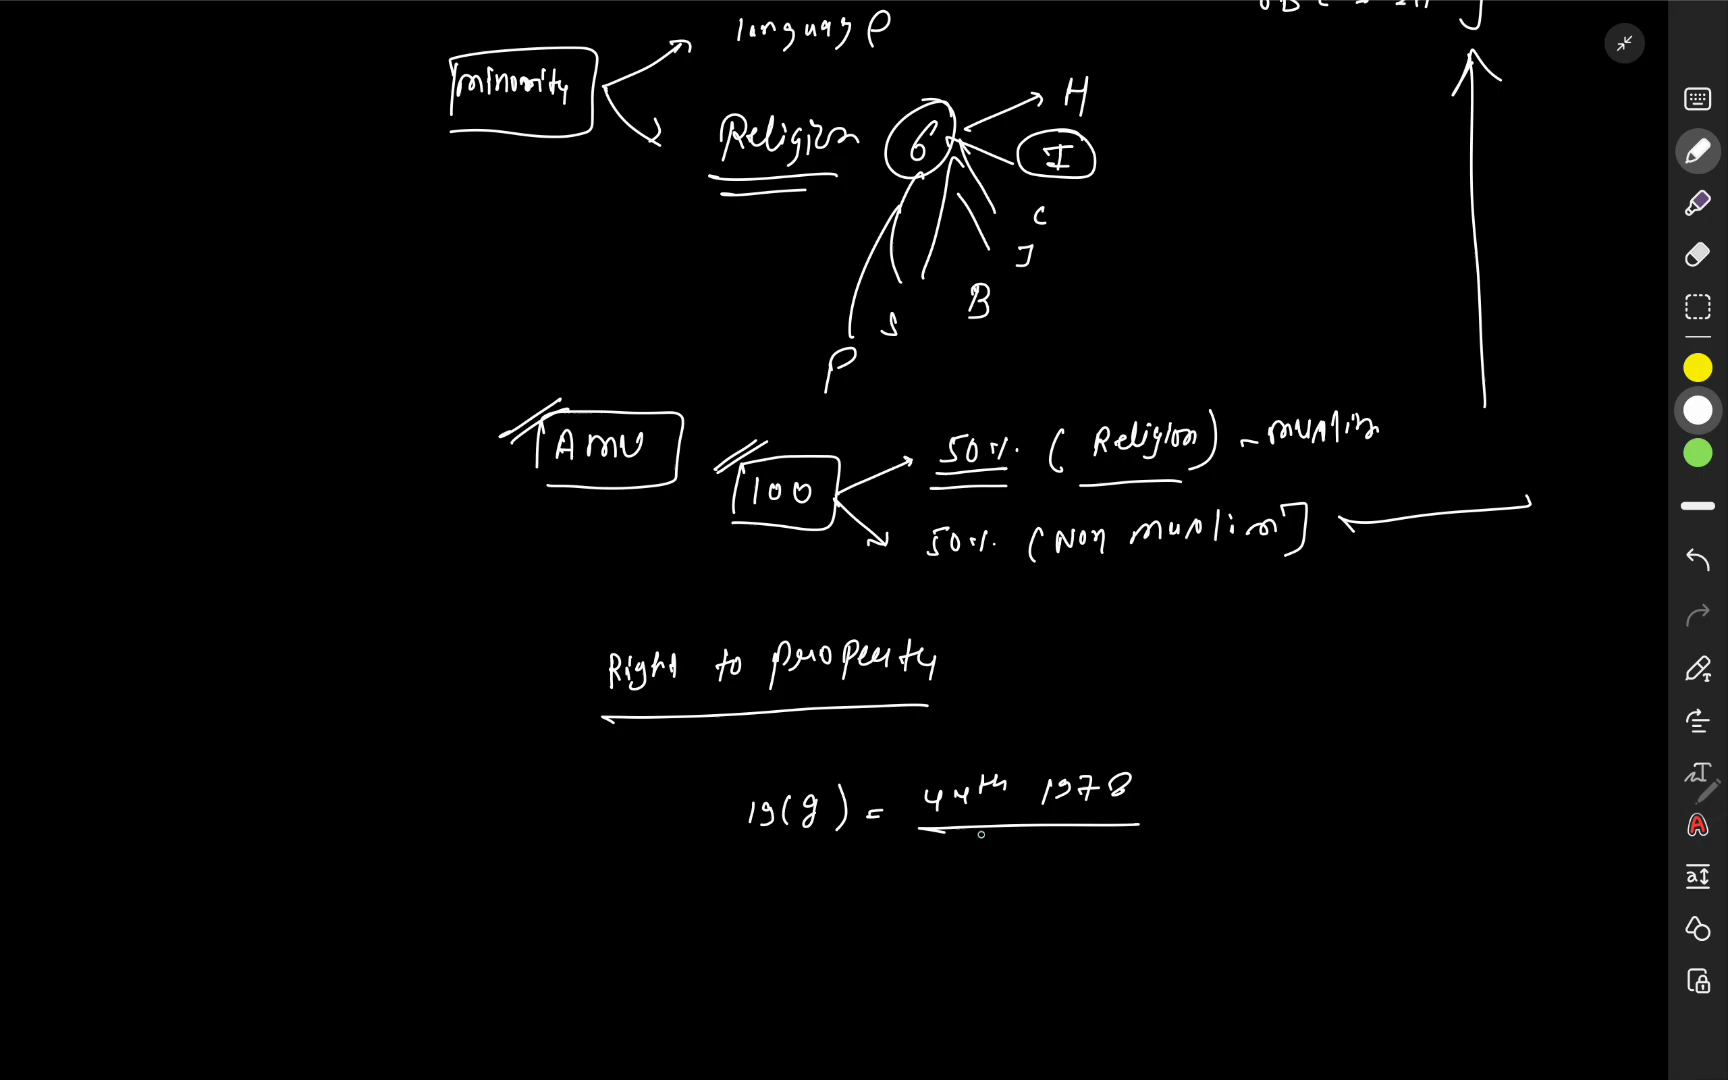 language
minority
Religion 6 H
I
C
J
B
S
P
AMU
100
50%. (Religion) - muslim
50%. (Non muslim]
Right to property
19(g) = 44th 1978